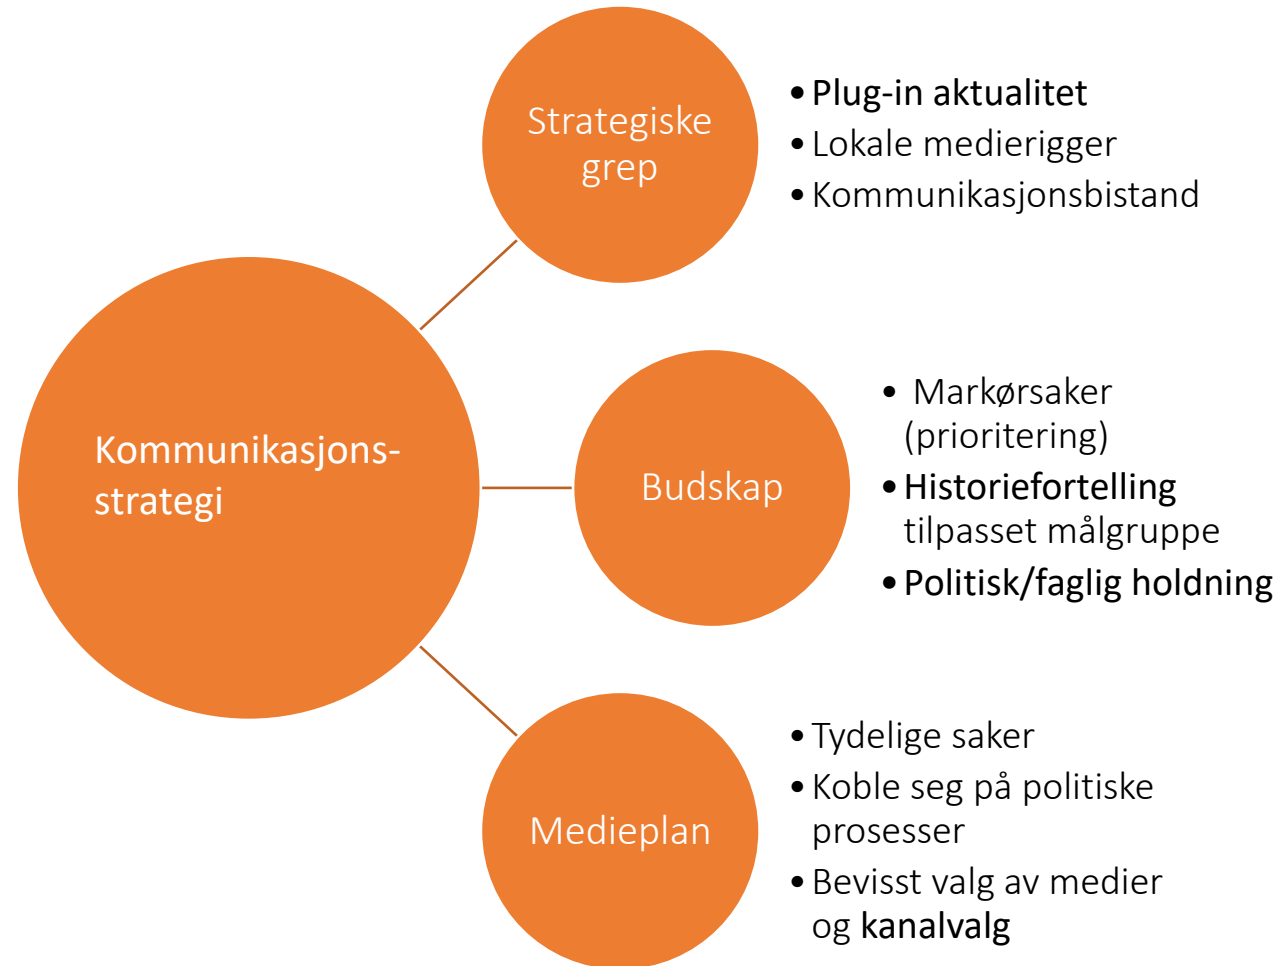 Strategiske
grep
• Plug-in aktualitet
• Lokale medierigger
• Kommunikasjonsbistand
Kommunikasjons-
strategi
Budskap
• Markørsaker
(prioritering)
• Historiefortelling
tilpasset målgruppe
• Politisk/faglig holdning
Medieplan
• Tydelige saker
• Koble seg på politiske
prosesser
• Bevisst valg av medier
og kanalvalg